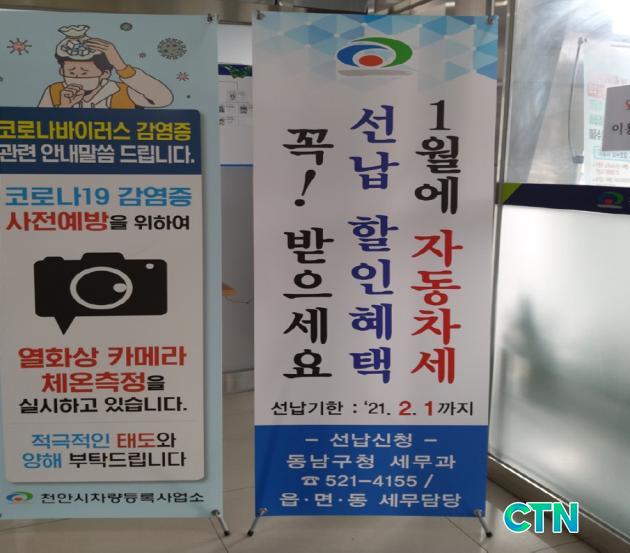 코로나바이러스 감염증
관련 안내말씀 드립니다.
코로나19 감염증
사전예방을 위하여
열화상 카메라
체온측정을
실시하고 있습니다.
적극적인 태도와
양해 부탁드립니다
천안시차량등록사업소
1월에 자동차세
선납 할인혜택
꼭! 받으세요
선납기한 : '21. 2. 1까지
- 선납신청 -
동남구청 세무과
☎ 521-4155 /
읍·면·동 세무담당
CTN